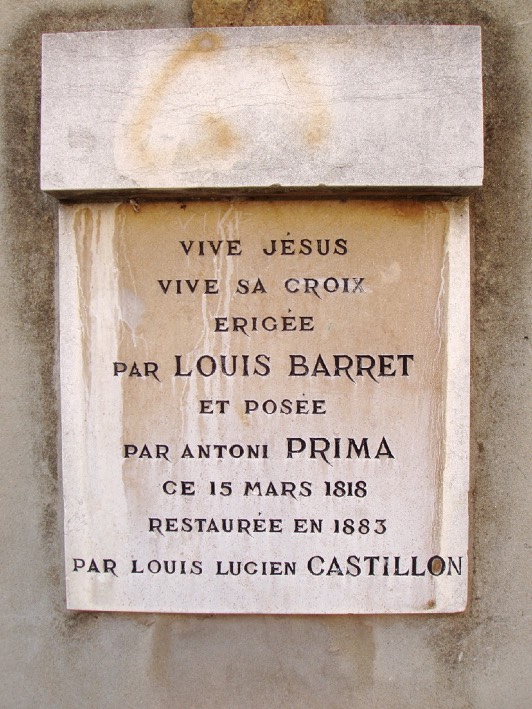 VIVE JÉSUS
VIVE SA CROIX
ERIGÉE
PAR LOUIS BARRET
ET POSÉE
PAR ANTONI PRIMA
CE 15 MARS 1818
RESTAURÉE EN 1883
PAR LOUIS LUCIEN CASTILLON